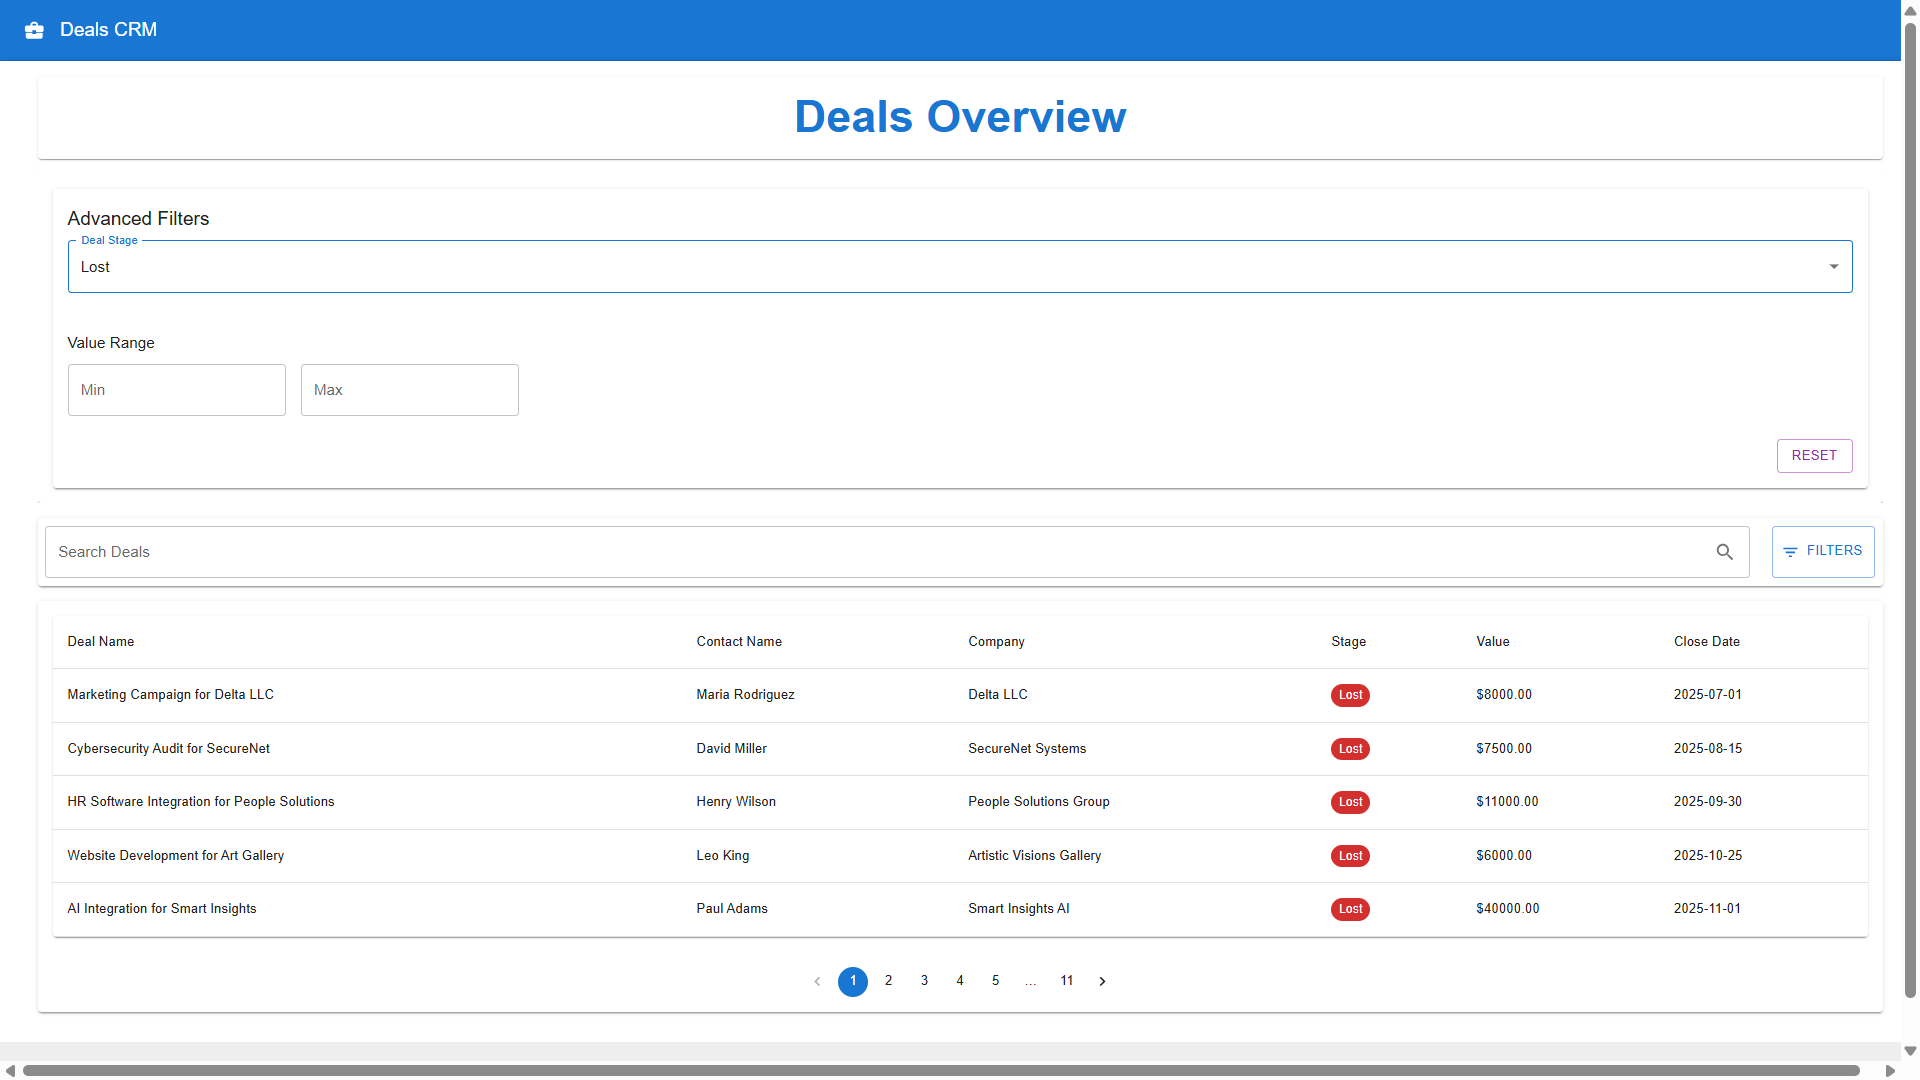 Deals CRM
Deals Overview
Advanced Filters
Deal Stage
Lost
Value Range
Min Max
RESET
Search Deals FILTERS
Deal Name Contact Name Company Stage Value Close Date
Marketing Campaign for Delta LLC Maria Rodriguez Delta LLC Lost $8000.00 2025-07-01
Cybersecurity Audit for SecureNet David Miller SecureNet Systems Lost $7500.00 2025-08-15
HR Software Integration for People Solutions Henry Wilson People Solutions Group Lost $11000.00 2025-09-30
Website Development for Art Gallery Leo King Artistic Visions Gallery Lost $6000.00 2025-10-25
AI Integration for Smart Insights Paul Adams Smart Insights AI Lost $40000.00 2025-11-01
1 2 3 4 5 ... 11